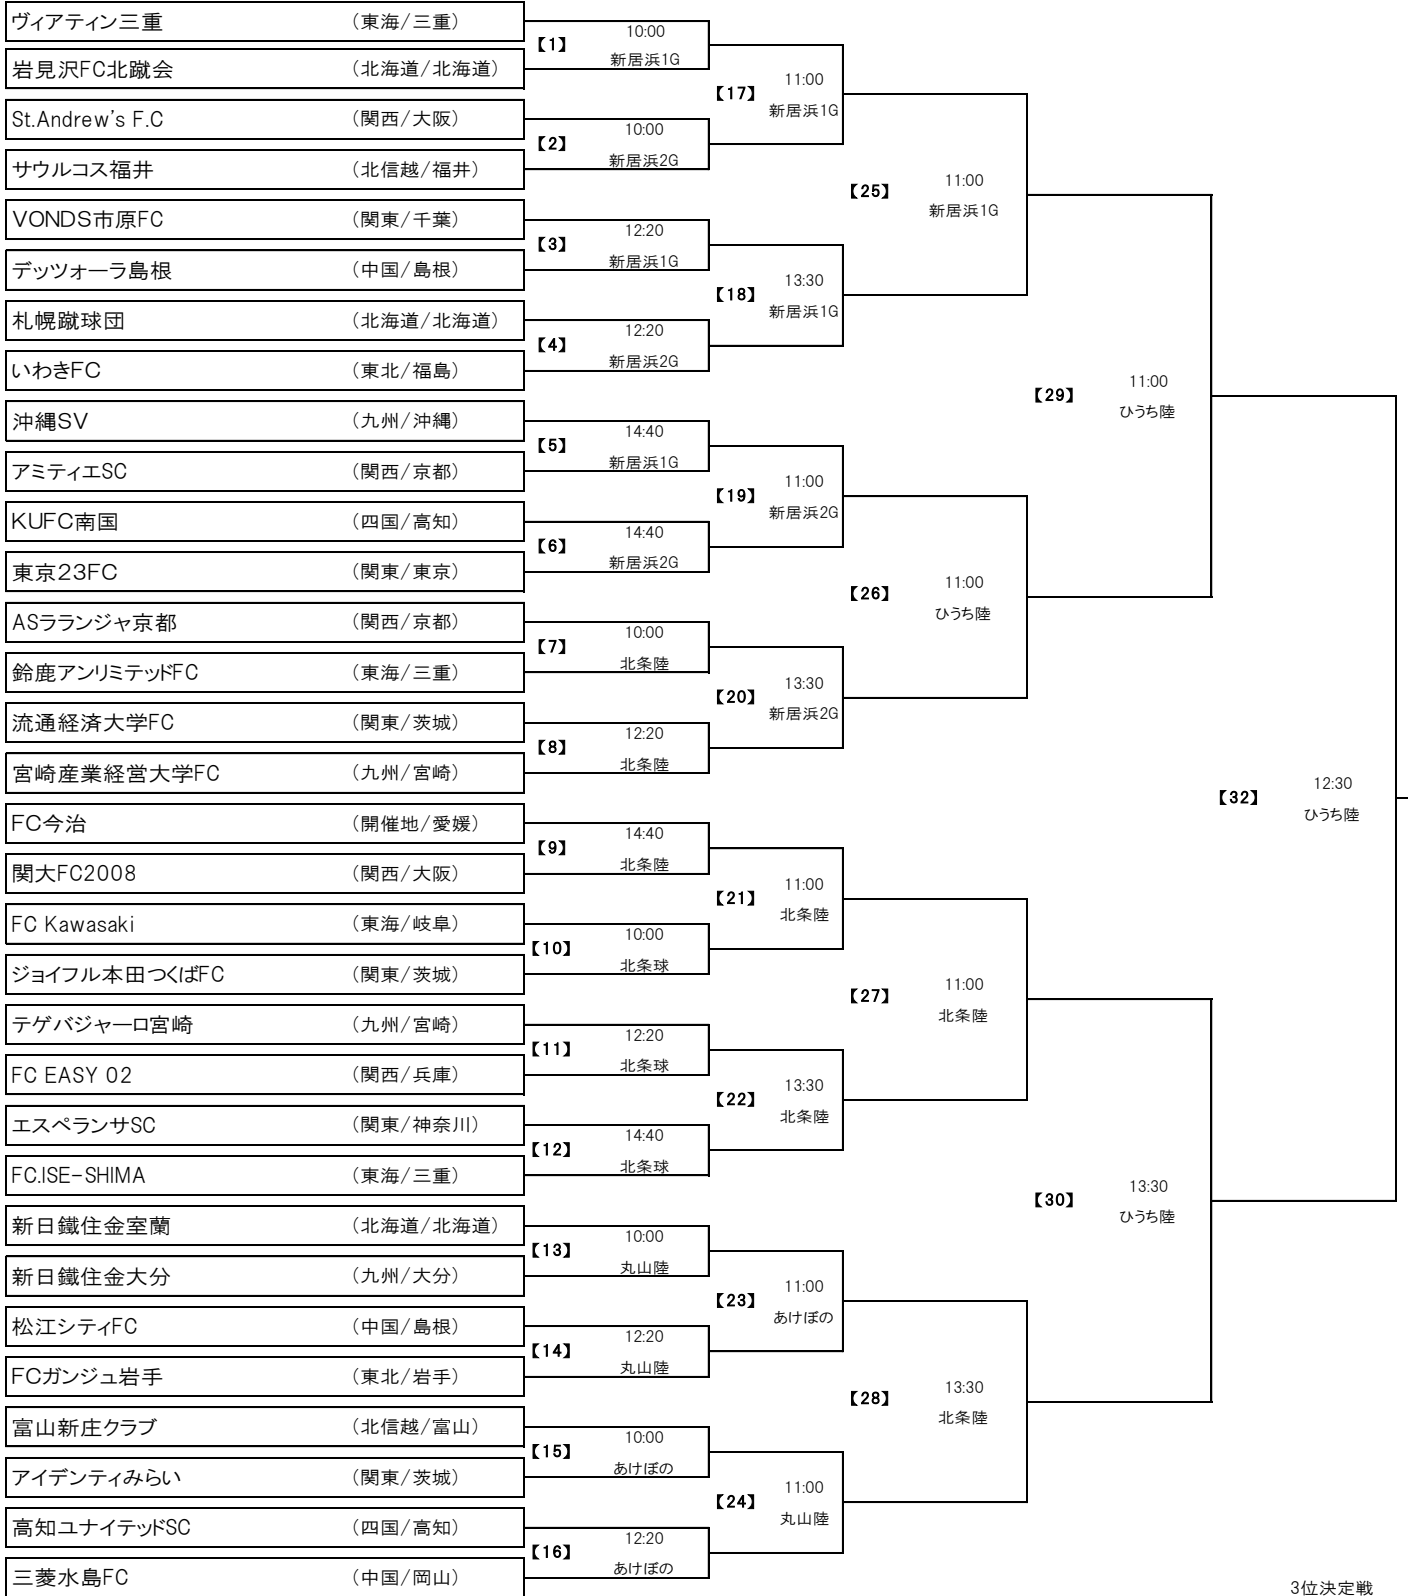 ヴィアティン三重 （東海/三重）
【1】 10:00
新居浜1G
岩見沢FC北蹴会 （北海道/北海道）
【17】 11:00
新居浜1G
St.Andrew's F.C （関西/大阪）
【2】 10:00
新居浜2G
サウルコス福井 （北信越/福井）
【25】 11:00
新居浜1G
VONDS市原FC （関東/千葉）
【3】 12:20
新居浜1G
デッツォーラ島根 （中国/島根）
【18】 13:30
新居浜1G
札幌蹴球団 （北海道/北海道）
【4】 12:20
新居浜2G
いわきFC （東北/福島）
【29】 11:00
ひうち陸
沖縄SV （九州/沖縄）
【5】 14:40
新居浜1G
アミティエSC （関西/京都）
【19】 11:00
新居浜2G
KUFC南国 （四国/高知）
【6】 14:40
新居浜2G
東京23FC （関東/東京）
【26】 11:00
ひうち陸
ASラランジャ京都 （関西/京都）
【7】 10:00
北条陸
鈴鹿アンリミテッドFC （東海/三重）
【20】 13:30
新居浜2G
流通経済大学FC （関東/茨城）
【8】 12:20
北条陸
宮崎産業経営大学FC （九州/宮崎）
【32】 12:30
ひうち陸
FC今治 （開催地/愛媛）
【9】 14:40
北条陸
関大FC2008 （関西/大阪）
【21】 11:00
北条陸
FC Kawasaki （東海/岐阜）
【10】 10:00
北条球
ジョイフル本田つくばFC （関東/茨城）
【27】 11:00
北条陸
テゲバジャーロ宮崎 （九州/宮崎）
【11】 12:20
北条球
FC EASY 02 （関西/兵庫）
【22】 13:30
北条陸
エスペランサSC （関東/神奈川）
【12】 14:40
北条球
FC.ISE-SHIMA （東海/三重）
【30】 13:30
ひうち陸
新日鐵住金室蘭 （北海道/北海道）
【13】 10:00
丸山陸
新日鐵住金大分 （九州/大分）
【23】 11:00
あけぼの
松江シティFC （中国/島根）
【14】 12:20
丸山陸
FCガンジュ岩手 （東北/岩手）
【28】 13:30
北条陸
富山新庄クラブ （北信越/富山）
【15】 10:00
あけぼの
アイデンティみらい （関東/茨城）
【24】 11:00
丸山陸
高知ユナイテッドSC （四国/高知）
【16】 12:20
あけぼの
三菱水島FC （中国/岡山）
3位決定戦